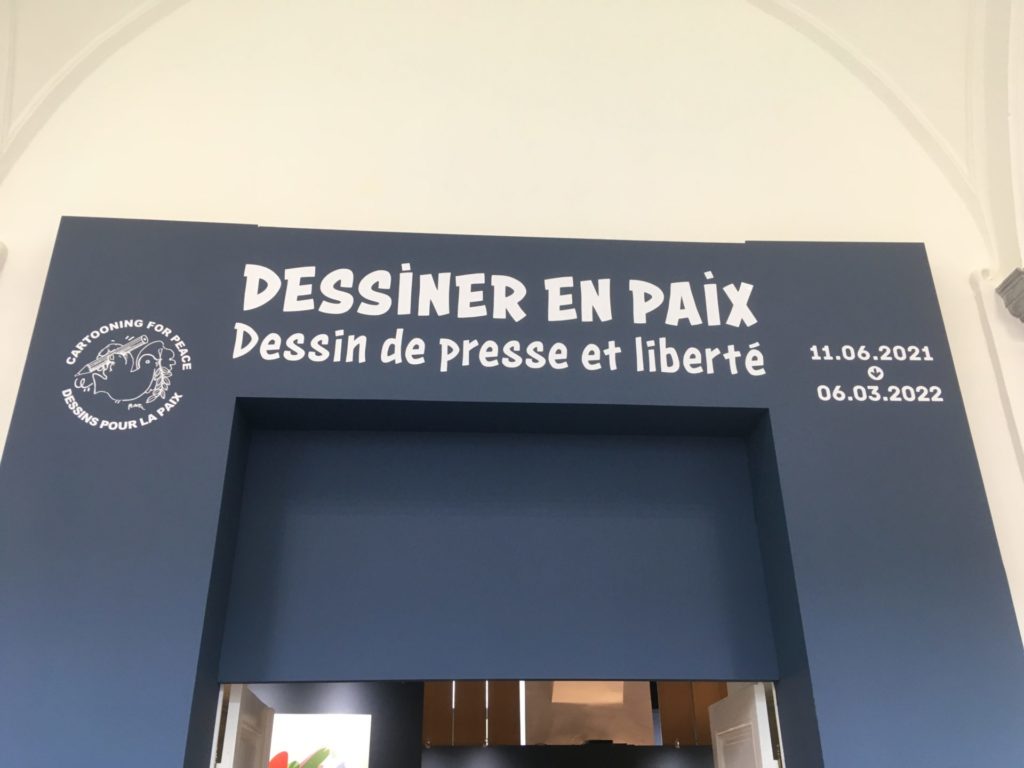 DESSINER EN PAIX
Dessin de presse et liberté
CARTOONING FOR PEACE
DESSINS POUR LA PAIX
11.06.2021
06.03.2022